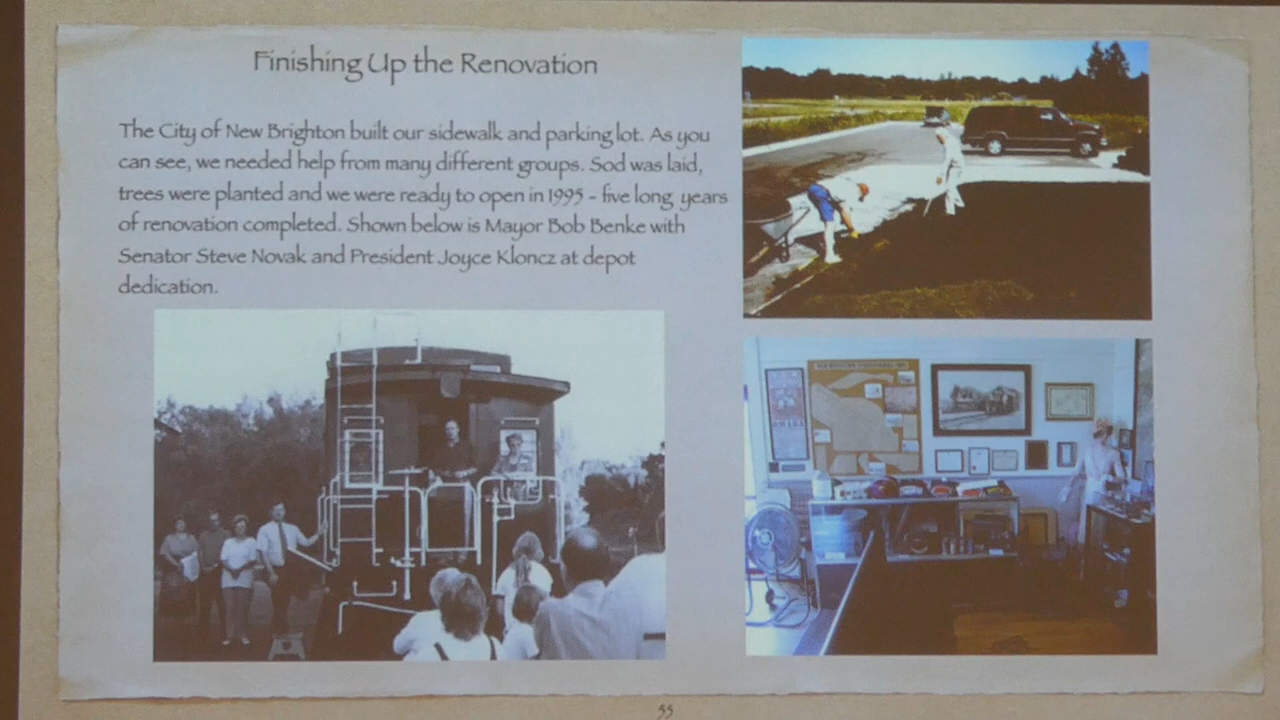 Finishing Up the Renovation
The City of New Brighton built our sidewalk and parking lot. As you
can see, we needed help from many different groups. Sod was laid,
trees were planted and we were ready to open in 1995 - five long years
of renovation completed. Shown below is Mayor Bob Benke with
Senator Steve Novak and President Joyce Kloncz at depot
dedication.
55